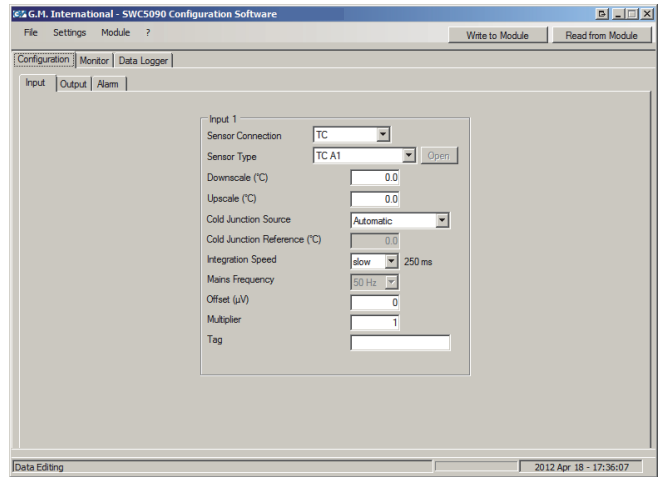 G.M. International - SWC5090 Configuration Software
File Settings Module ? Write to Module Read from Module
Configuration Monitor Data Logger
Input Output Alarm
Input 1
Sensor Connection TC
Sensor Type TC A1 Open
Downscale (°C) 0.0
Upscale (°C) 0.0
Cold Junction Source Automatic
Cold Junction Reference (°C) 0.0
Integration Speed slow 250 ms
Mains Frequency 50 Hz
Offset (µV) 0
Multiplier 1
Tag
Data Editing 2012 Apr 18 - 17:36:07